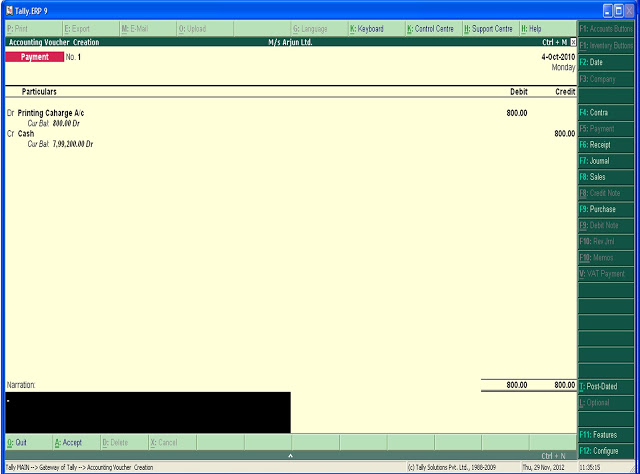 Tally.ERP 9
P: Print E: Export M: E-Mail O: Upload G: Language K: Keyboard K: Control Centre H: Support Centre H: Help
Accounting Voucher Creation M/s Arjun Ltd. Ctrl + M
Payment No. 1 4-Oct-2010
Monday
Particulars Debit Credit
Dr Printing Caharge A/c 800.00
Cur Bal: 800.00 Dr
Cr Cash 800.00
Cur Bal: 7,99,200.00 Dr
Narration: 800.00 800.00
Q: Quit A: Accept D: Delete X: Cancel
Ctrl + N
Tally MAIN --> Gateway of Tally --> Accounting Voucher Creation (c) Tally Solutions Pvt. Ltd., 1988-2009 Thu, 29 Nov, 2012 11:35:15
F1: Accounts Buttons
F1: Inventory Buttons
F2: Date
F3: Company
F4: Contra
F5: Payment
F6: Receipt
F7: Journal
F8: Sales
F8: Credit Note
F9: Purchase
F9: Debit Note
F10: Rev Jrnl
F10: Memos
V: VAT Payment
T: Post-Dated
L: Optional
F11: Features
F12: Configure